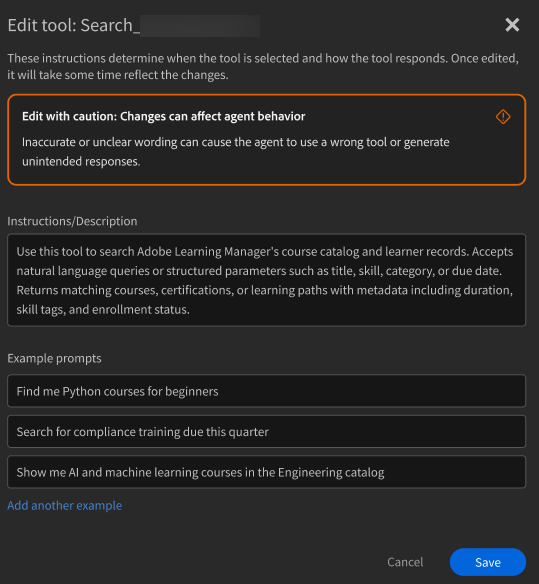 Edit tool: Search_
These instructions determine when the tool is selected and how the tool responds. Once edited,
it will take some time reflect the changes.
Edit with caution: Changes can affect agent behavior
Inaccurate or unclear wording can cause the agent to use a wrong tool or generate
unintended responses.
Instructions/Description
Use this tool to search Adobe Learning Manager's course catalog and learner records. Accepts
natural language queries or structured parameters such as title, skill, category, or due date.
Returns matching courses, certifications, or learning paths with metadata including duration,
skill tags, and enrollment status.
Example prompts
Find me Python courses for beginners
Search for compliance training due this quarter
Show me AI and machine learning courses in the Engineering catalog
Add another example
Cancel
Save